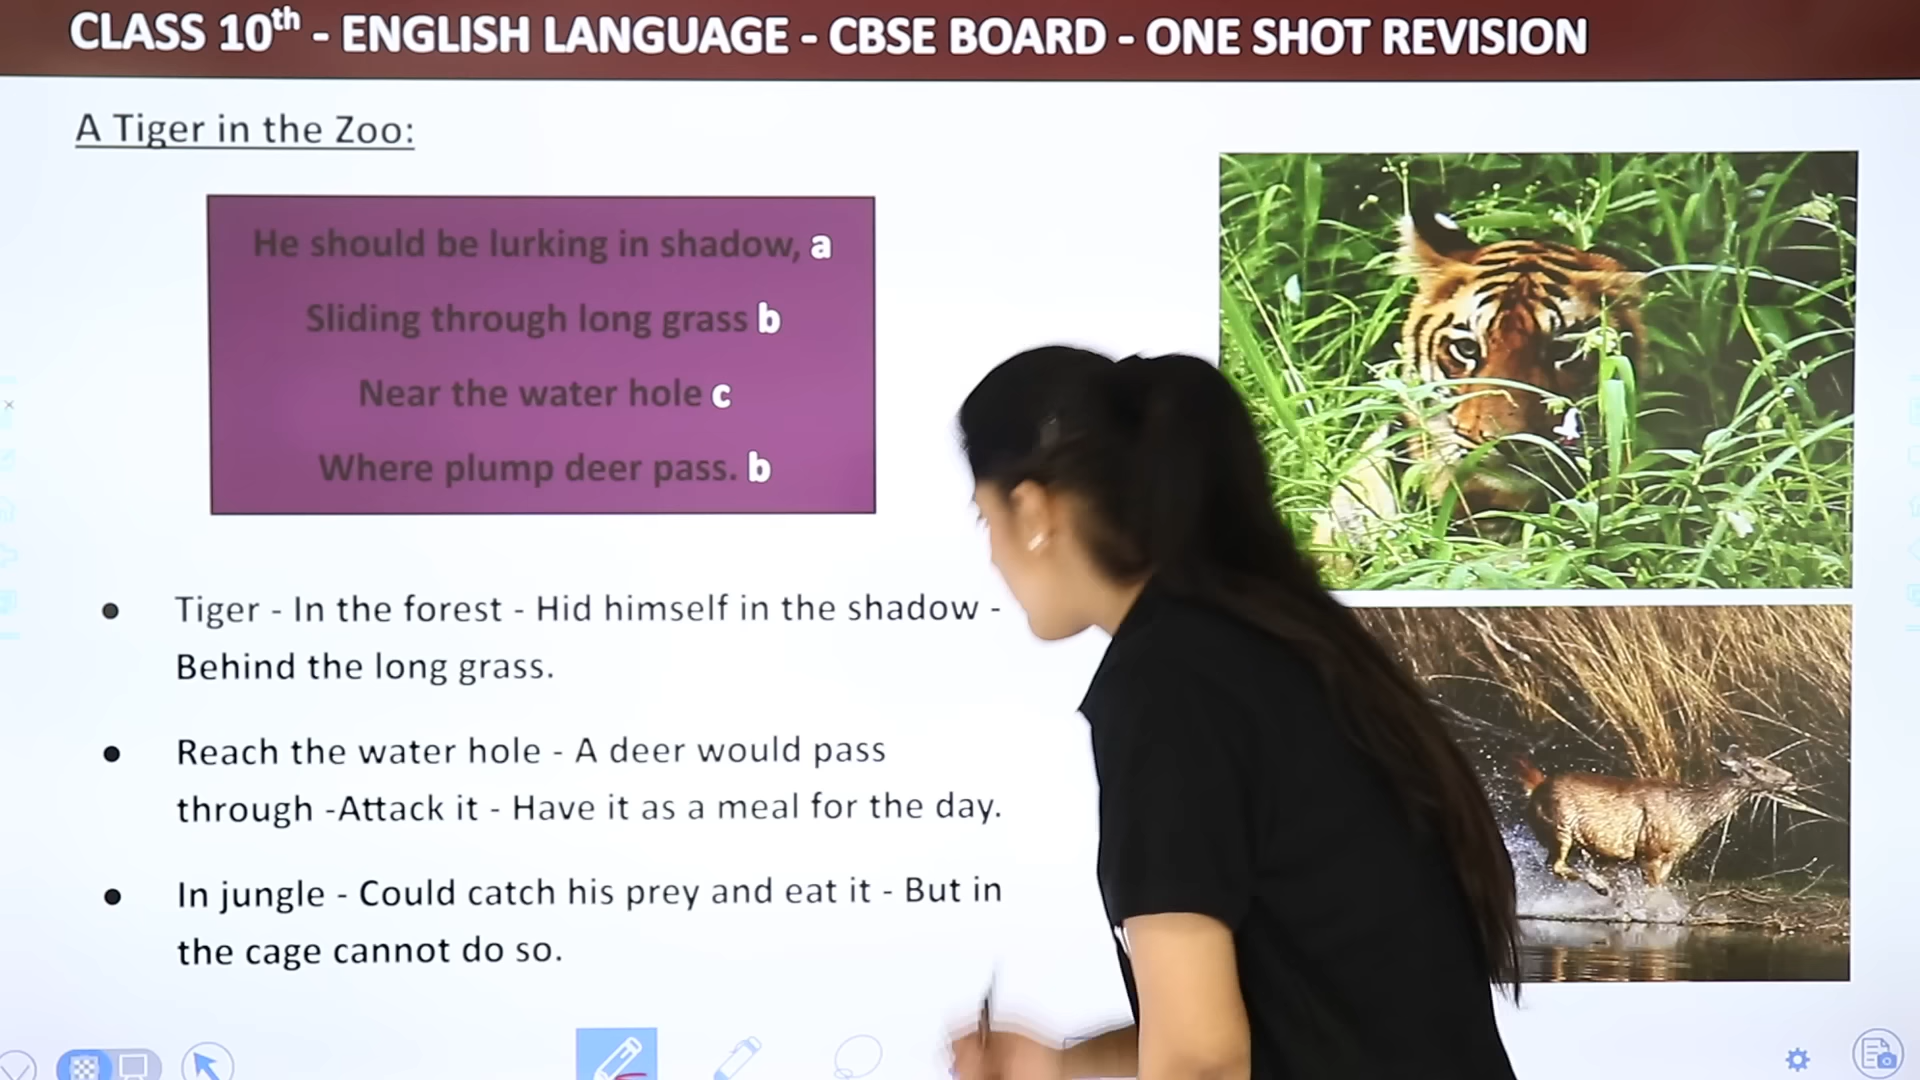 CLASS 10th - ENGLISH LANGUAGE - CBSE BOARD - ONE SHOT REVISION
A Tiger in the Zoo:
He should be lurking in shadow, a
Sliding through long grass b
Near the water hole c
Where plump deer pass. b
● Tiger - In the forest - Hid himself in the shadow -
Behind the long grass.
● Reach the water hole - A deer would pass
through -Attack it - Have it as a meal for the day.
● In jungle - Could catch his prey and eat it - But in
the cage cannot do so.